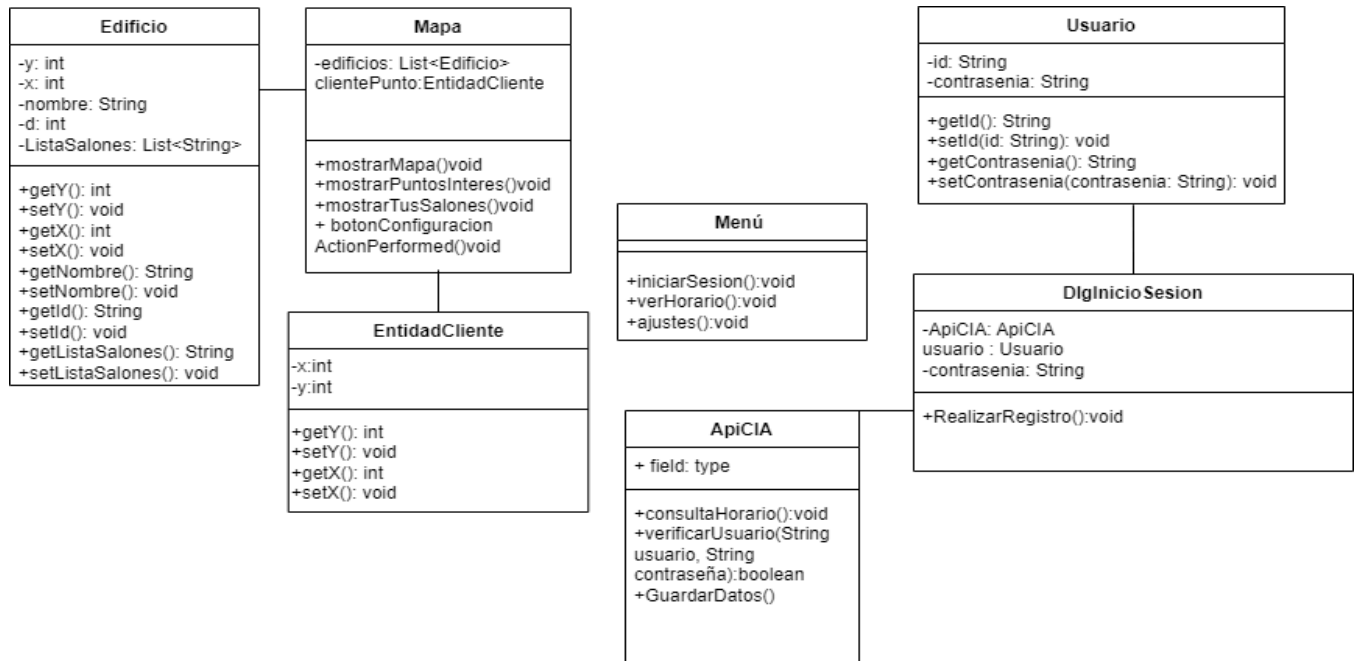 Edificio
-y: int
-x: int
-nombre: String
-d: int
-ListaSalones: List<String>
+getY(): int
+setY(): void
+getX(): int
+setX(): void
+getNombre(): String
+setNombre(): void
+getId(): String
+setId(): void
+getListaSalones(): String
+setListaSalones(): void
Mapa
-edificios: List<Edificio>
clientePunto:EntidadCliente
+mostrarMapa()void
+mostrarPuntosInteres()void
+mostrarTusSalones()void
+ botonConfiguracion
ActionPerformed()void
EntidadCliente
-x:int
-y:int
+getY(): int
+setY(): void
+getX(): int
+setX(): void
Menú
+iniciarSesion():void
+verHorario():void
+ajustes():void
ApiCIA
+ field: type
+consultaHorario():void
+verificarUsuario(String
usuario, String
contraseña):boolean
+GuardarDatos()
Usuario
-id: String
-contrasenia: String
+getId(): String
+setId(id: String): void
+getContrasenia(): String
+setContrasenia(contrasenia: String): void
DlgInicioSesion
-ApiCIA: ApiCIA
usuario : Usuario
-contrasenia: String
+RealizarRegistro():void